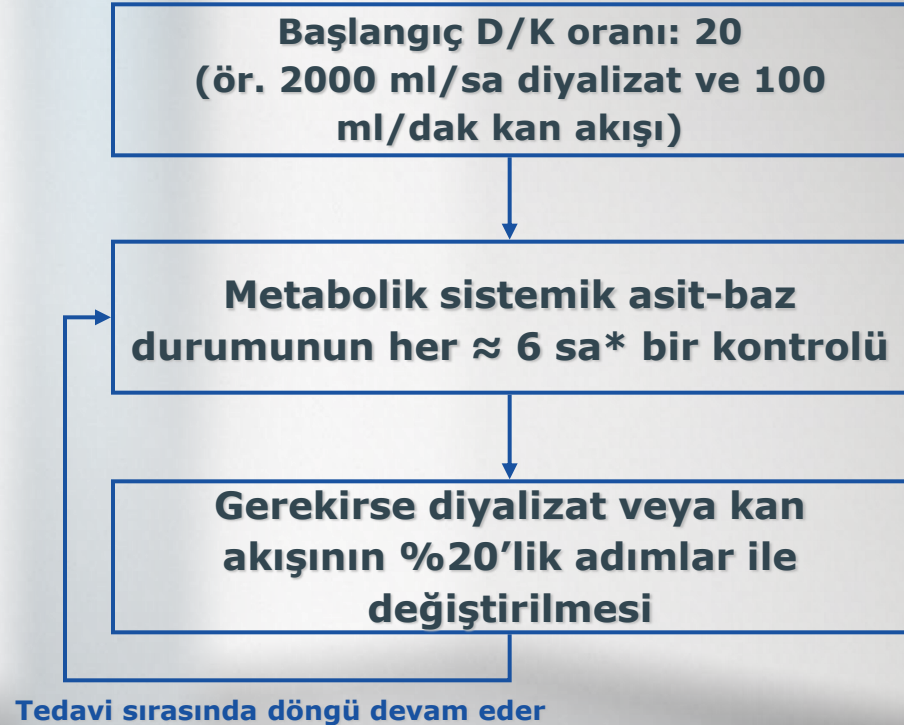 Başlangıç D/K oranı: 20
(ör. 2000 ml/sa diyalizat ve 100
ml/dak kan akışı)
Metabolik sistemik asit-baz
durumunun her ≈ 6 sa* bir kontrolü
Gerekirse diyalizat veya kan
akışının %20’lik adımlar ile
değiştirilmesi
Tedavi sırasında döngü devam eder